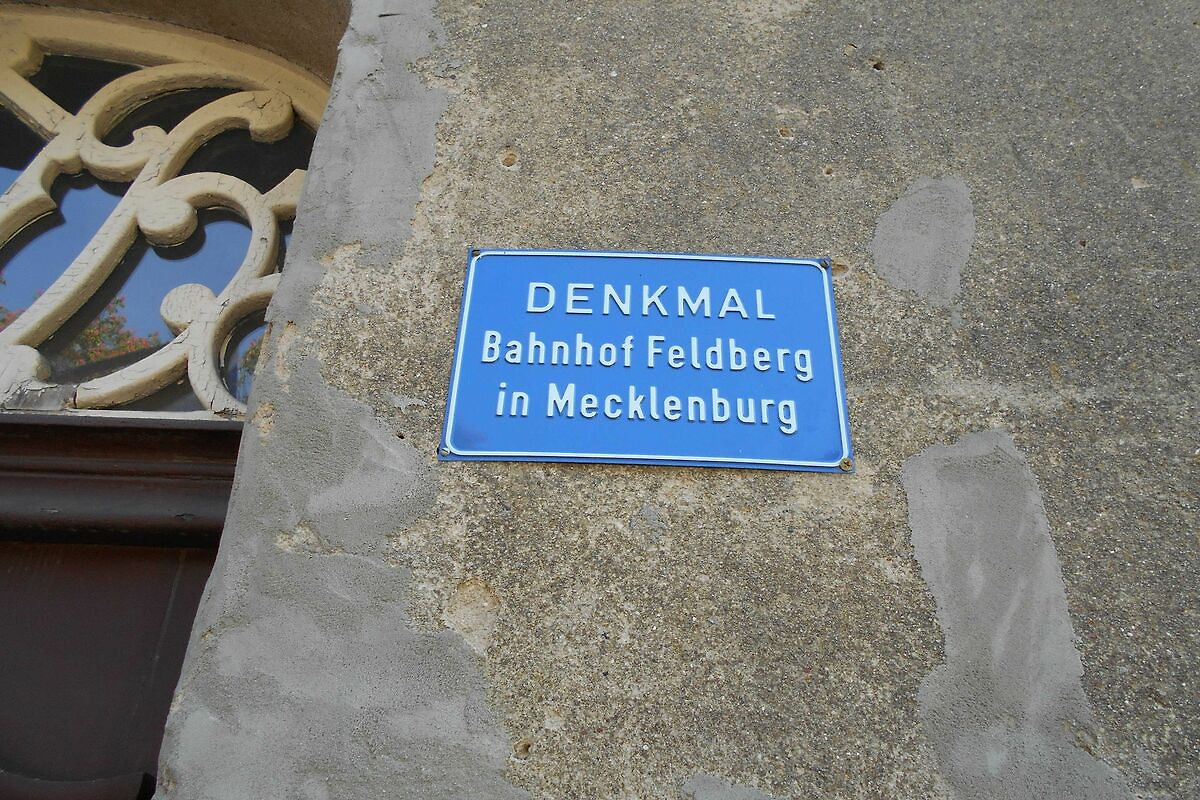 DENKMAL
Bahnhof Feldberg
in Mecklenburg